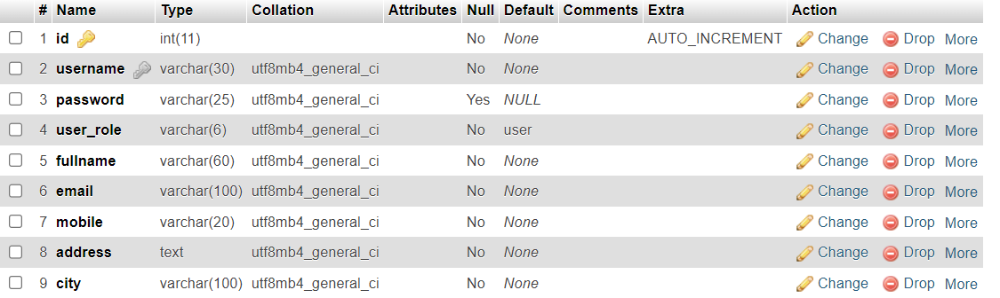 # Name Type Collation Attributes Null Default Comments Extra Action
1 id int(11) No None AUTO_INCREMENT Change Drop More
2 username varchar(30) utf8mb4_general_ci No None Change Drop More
3 password varchar(25) utf8mb4_general_ci Yes NULL Change Drop More
4 user_role varchar(6) utf8mb4_general_ci No user Change Drop More
5 fullname varchar(60) utf8mb4_general_ci No None Change Drop More
6 email varchar(100) utf8mb4_general_ci No None Change Drop More
7 mobile varchar(20) utf8mb4_general_ci No None Change Drop More
8 address text utf8mb4_general_ci No None Change Drop More
9 city varchar(100) utf8mb4_general_ci No None Change Drop More